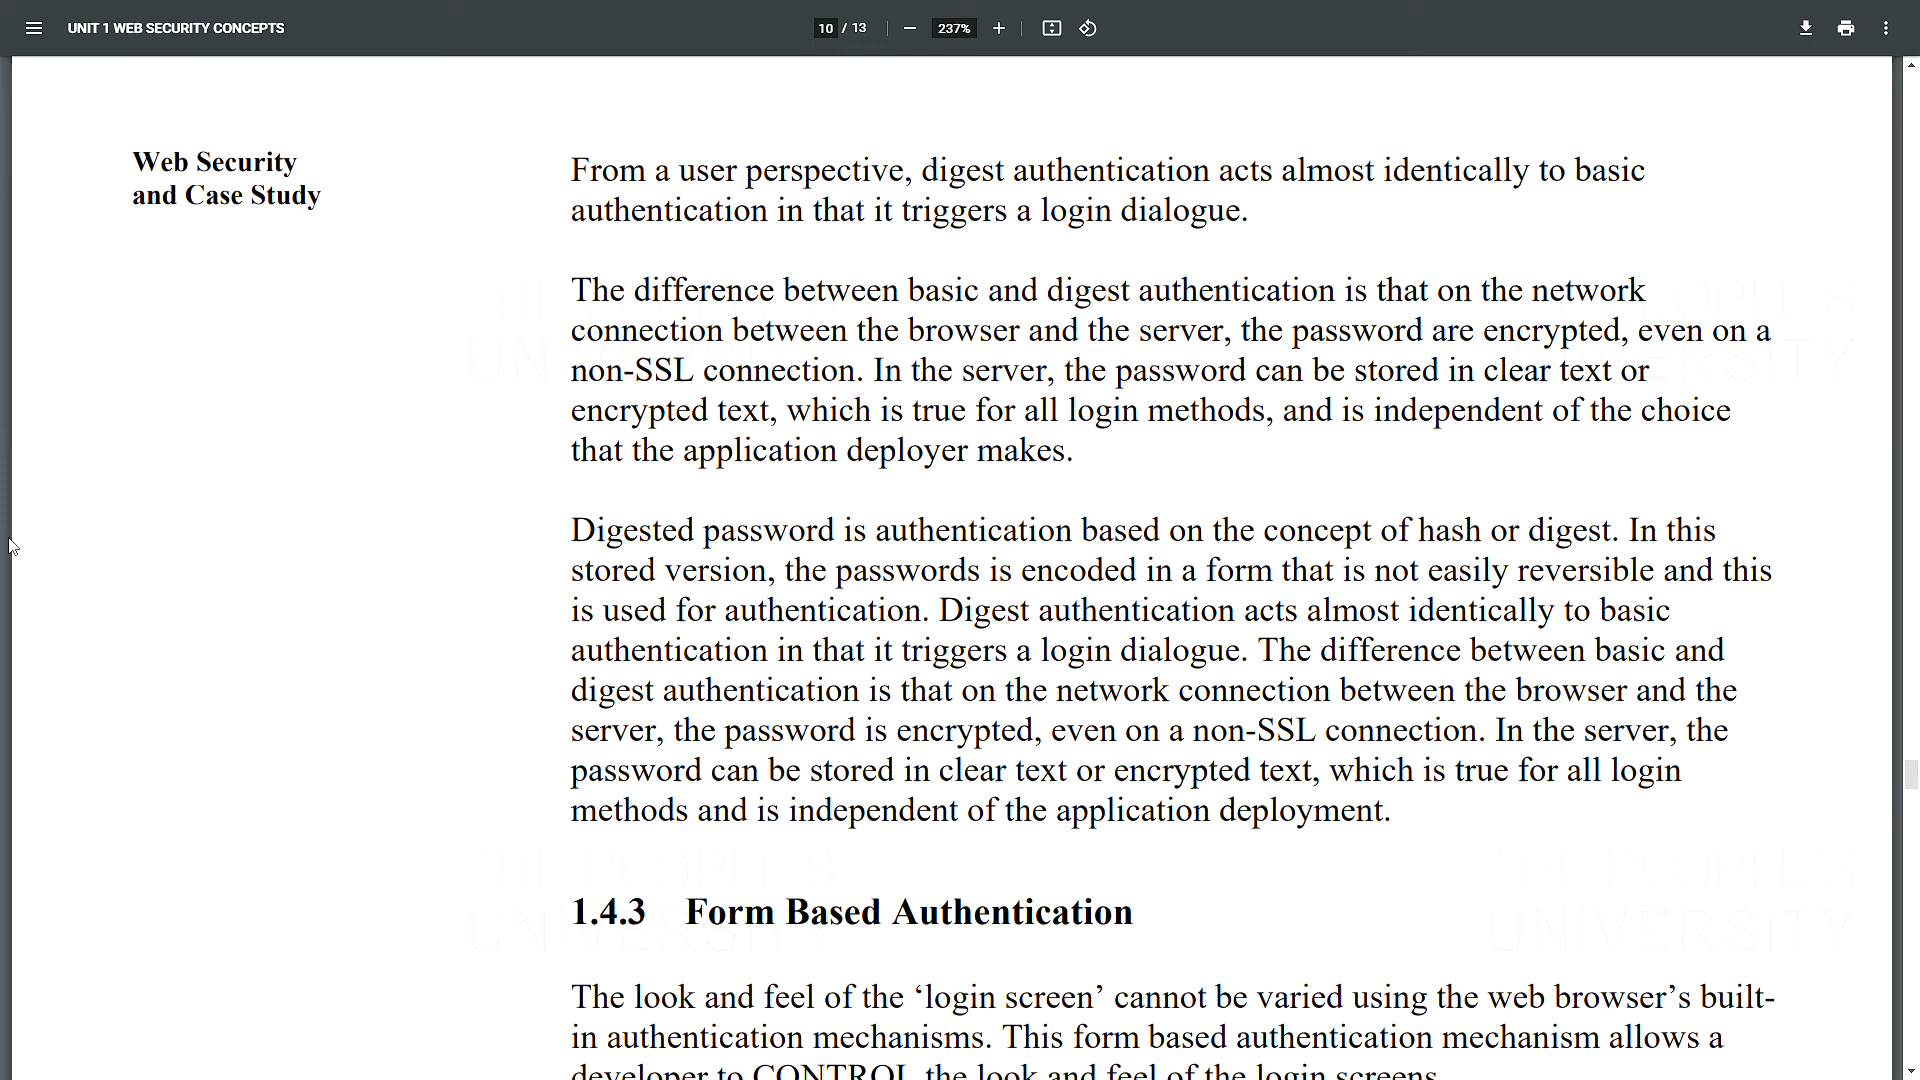 UNIT 1 WEB SECURITY CONCEPTS
10 / 13
237%
Web Security
and Case Study
From a user perspective, digest authentication acts almost identically to basic
authentication in that it triggers a login dialogue.
The difference between basic and digest authentication is that on the network
connection between the browser and the server, the password are encrypted, even on a
non-SSL connection. In the server, the password can be stored in clear text or
encrypted text, which is true for all login methods, and is independent of the choice
that the application deployer makes.
Digested password is authentication based on the concept of hash or digest. In this
stored version, the passwords is encoded in a form that is not easily reversible and this
is used for authentication. Digest authentication acts almost identically to basic
authentication in that it triggers a login dialogue. The difference between basic and
digest authentication is that on the network connection between the browser and the
server, the password is encrypted, even on a non-SSL connection. In the server, the
password can be stored in clear text or encrypted text, which is true for all login
methods and is independent of the application deployment.
1.4.3 Form Based Authentication
The look and feel of the ‘login screen’ cannot be varied using the web browser’s built-
in authentication mechanisms. This form based authentication mechanism allows a
developer to CONTROL the look and feel of the login screens